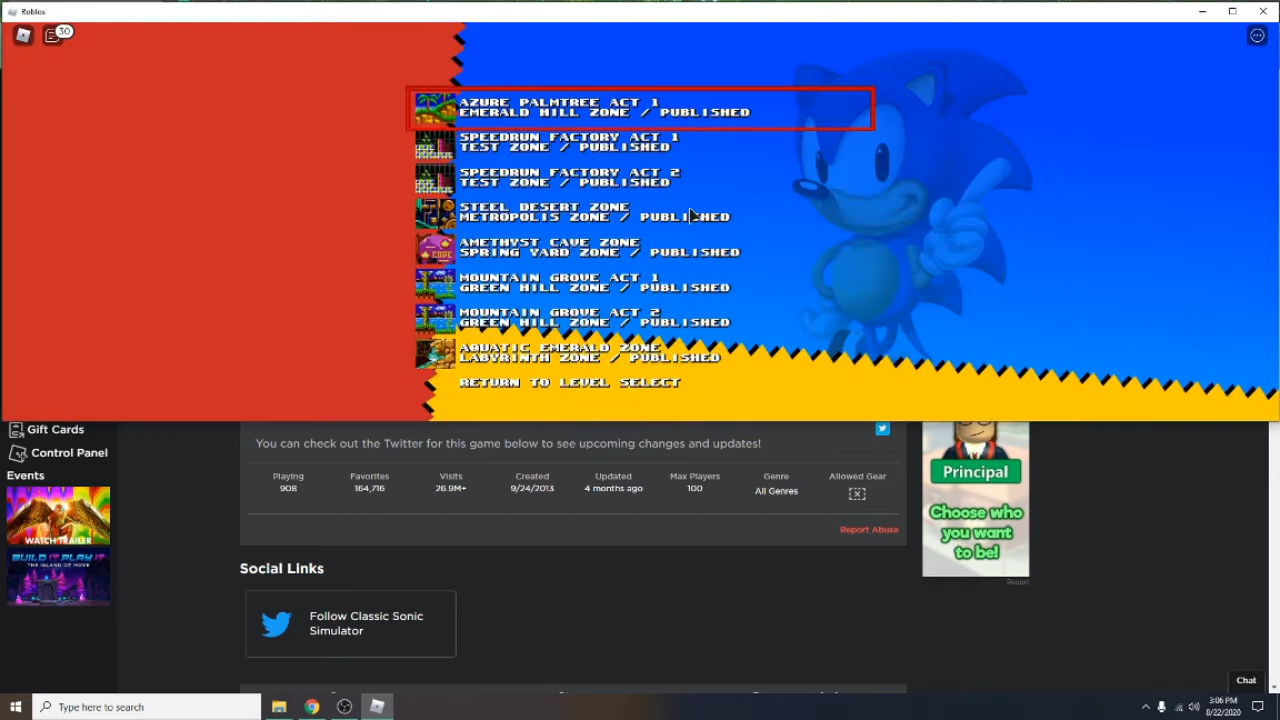 Roblox
30
AZURE PALMTREE ACT 1
EMERALD HILL ZONE / PUBLISHED
SPEEDRUN FACTORY ACT 1
TEST ZONE / PUBLISHED
SPEEDRUN FACTORY ACT 2
TEST ZONE / PUBLISHED
STEEL DESERT ZONE
METROPOLIS ZONE / PUBLISHED
AMETHYST CAVE ZONE
SPRING YARD ZONE / PUBLISHED
MOUNTAIN GROVE ACT 1
GREEN HILL ZONE / PUBLISHED
MOUNTAIN GROVE ACT 2
GREEN HILL ZONE / PUBLISHED
AQUATIC EMERALD ZONE
LABYRINTH ZONE / PUBLISHED
RETURN TO LEVEL SELECT
Gift Cards
Control Panel
Events
WATCH TRAILER
BUILD IT PLAY IT
THE ISLAND OF MOVE
You can check out the Twitter for this game below to see upcoming changes and updates!
Playing Favorites Visits Created Updated Max Players Genre Allowed Gear
908 164,716 26.9M+ 9/24/2013 4 months ago 100 All Genres
Report Abuse
Principal
Choose who
you want
to be!
Report
Social Links
Follow Classic Sonic
Simulator
Chat
Type here to search
3:06 PM
8/22/2020